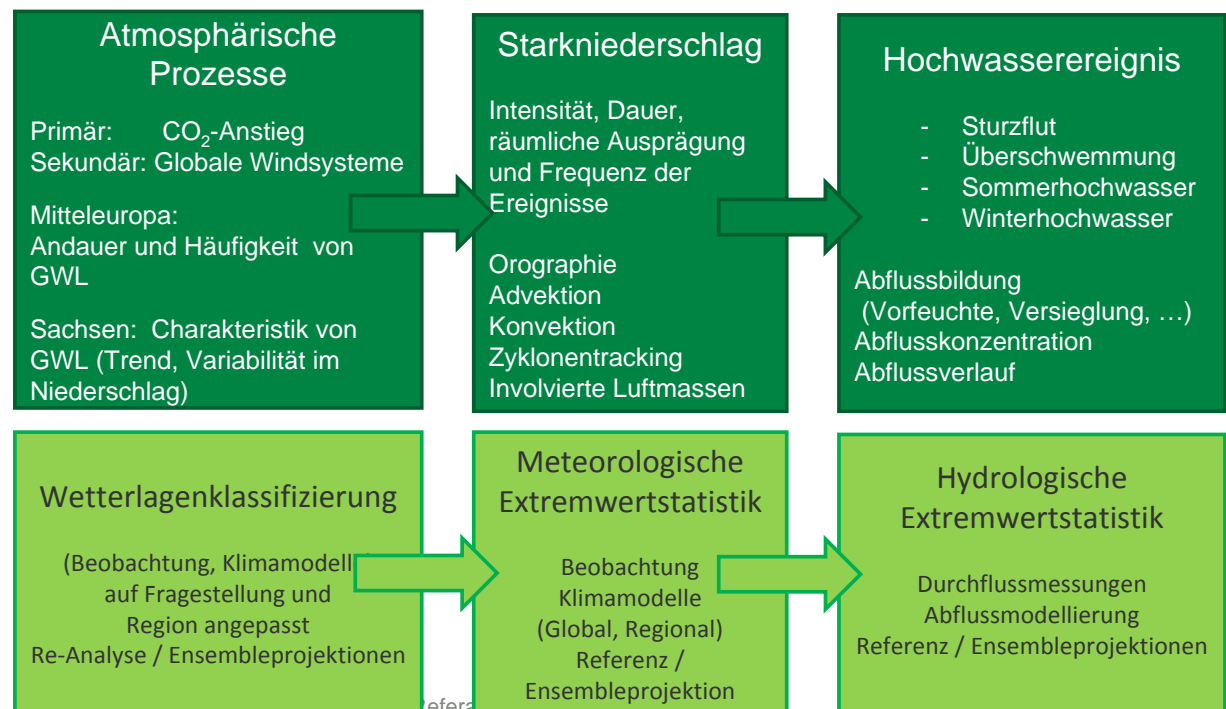 Atmosphärische
Prozesse
Primär: CO₂-Anstieg
Sekundär: Globale Windsysteme
Mitteleuropa:
Andauer und Häufigkeit von
GWL
Sachsen: Charakteristik von
GWL (Trend, Variabilität im
Niederschlag)
Starkniederschlag
Intensität, Dauer,
räumliche Ausprägung
und Frequenz der
Ereignisse
Orographie
Advektion
Konvektion
Zyklonentracking
Involvierte Luftmassen
Hochwasserereignis
- Sturzflut
- Überschwemmung
- Sommerhochwasser
- Winterhochwasser
Abflussbildung
(Vorfeuchte, Versieglung, …)
Abflusskonzentration
Abflussverlauf
Wetterlagenklassifizierung
(Beobachtung, Klimamodell
auf Fragestellung und
Region angepasst
Re-Analyse / Ensembleprojektionen
Meteorologische
Extremwertstatistik
Beobachtung
Klimamodelle
(Global, Regional)
Referenz /
Ensembleprojektion
Hydrologische
Extremwertstatistik
Durchflussmessungen
Abflussmodellierung
Referenz / Ensembleprojektionen